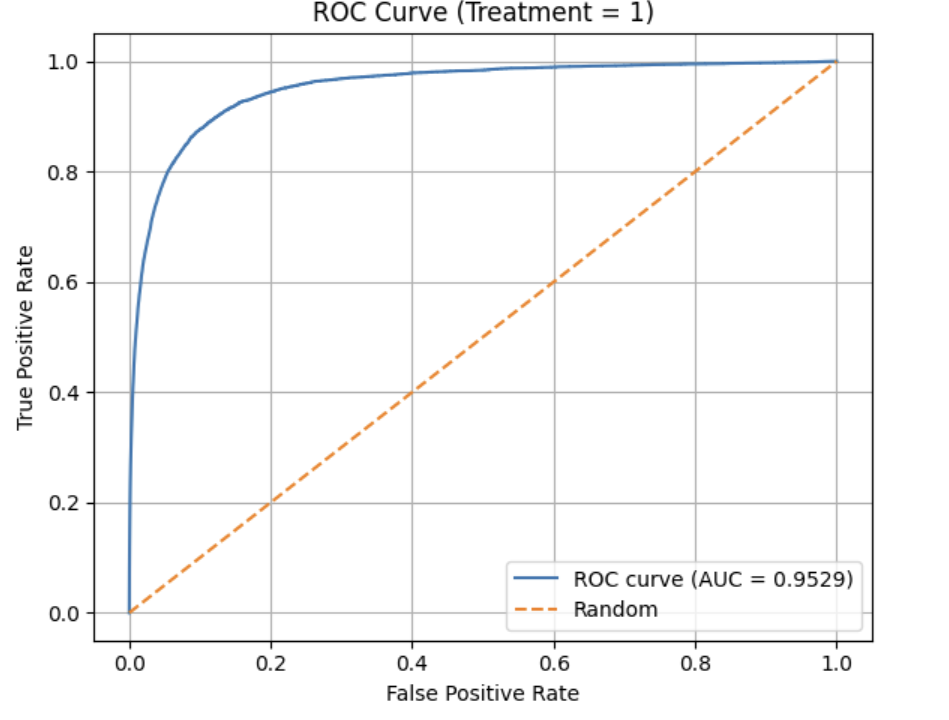 ROC Curve (Treatment = 1)
1.0
0.8
0.6
0.4
0.2
0.0
True Positive Rate
ROC curve (AUC = 0.9529)
Random
0.0 0.2 0.4 0.6 0.8 1.0
False Positive Rate